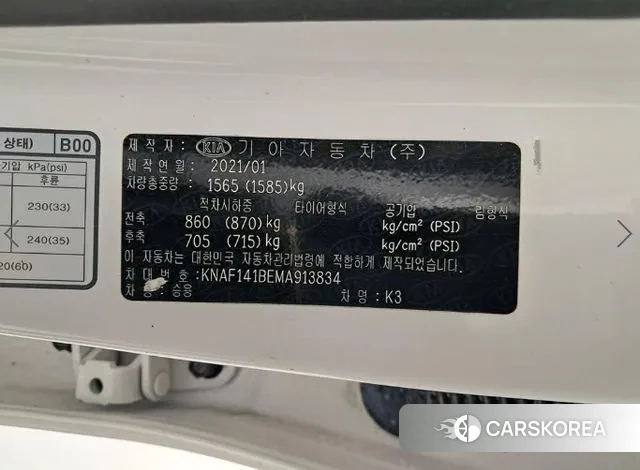 상태) B00
기압 kPa(psi)
후륜
230(33)
240(35)
20(60)
제 작 자 : KIA 기 아 자 동 차 (주)
제 작 연 월 : 2021/01
차량총중량 : 1565 (1585)kg
적차시하중 타이어형식 공기압 림형식
전축 860 (870) kg kg/cm² (PSI)
후축 705 (715) kg kg/cm² (PSI)
이 자동차는 대한민국 자동차관리법령에 적합하게 제작되었습니다.
차 대 번 호 :KNAF141BEMA913834
차 종 : 승용 차 명 : K3
CARSKOREA